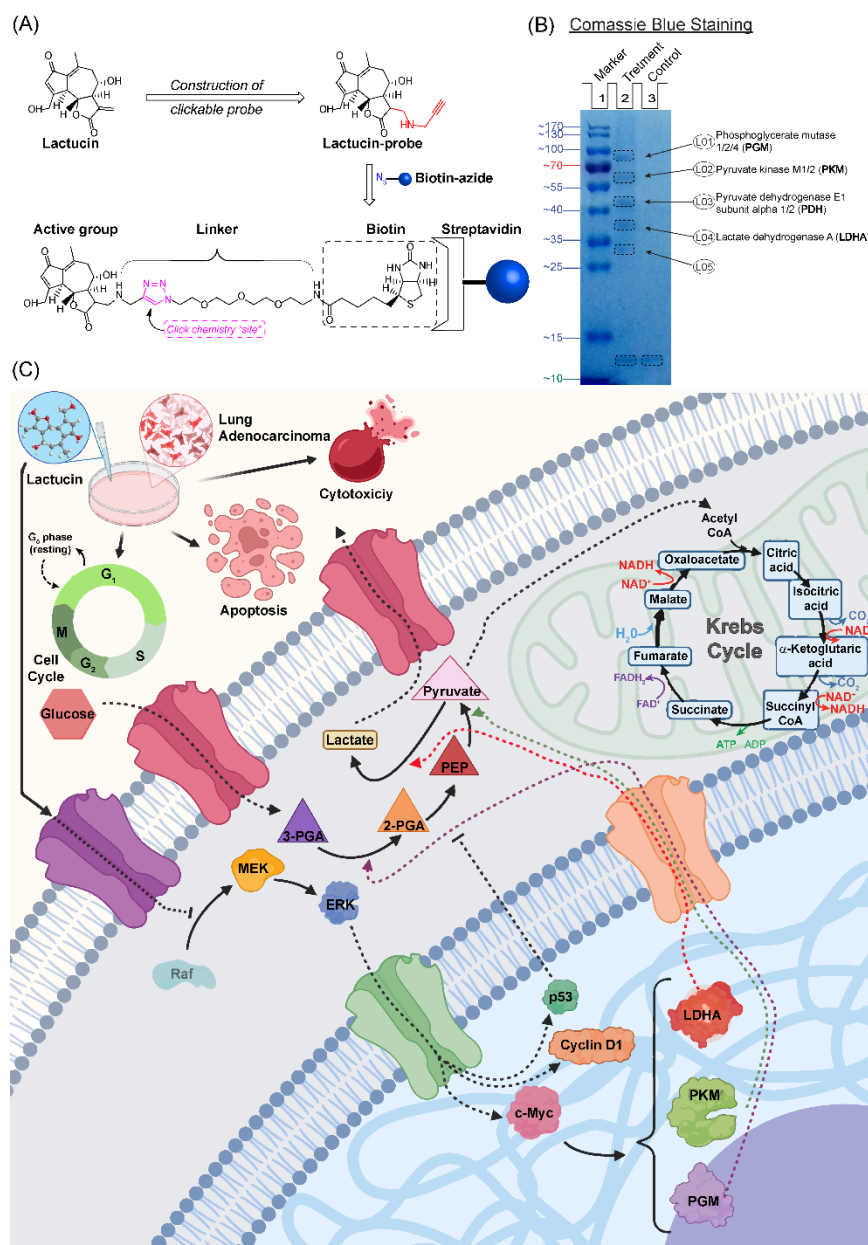 (A)
Construction of
clickable probe
Lactucin
Lactucin-probe
N3
Biotin-azide
Active group
Linker
Biotin
Streptavidin
Click chemistry "site"
(B)
Comassie Blue Staining
Marker
Tretment
Control
1
2
3
~170
~130
~100
~70
~55
~40
~35
~25
~15
~10
L01
Phosphoglycerate mutase
1/2/4 (PGM)
L02
Pyruvate kinase M1/2 (PKM)
L03
Pyruvate dehydrogenase E1
subunit alpha 1/2 (PDH)
L04
Lactate dahydrogenase A (LDHA)
L05
(C)
Lung
Adenocarcinoma
Lactucin
Cytotoxiciy
Apoptosis
G0 phase
(resting)
G1
M
G2
S
Cell
Cycle
Glucose
Acetyl
CoA
Oxaloacetate
Citric
acid
Isocitric
acid
CO2
NAD
α-Ketoglutaric
acid
CO2
NAD+
NADH
Succinyl
CoA
ATP
ADP
Succinate
FADH2
FAD+
Fumarate
H20
Malate
NADH
NAD+
Krebs
Cycle
Pyruvate
Lactate
PEP
2-PGA
3-PGA
MEK
ERK
Raf
p53
Cyclin D1
c-Myc
LDHA
PKM
PGM